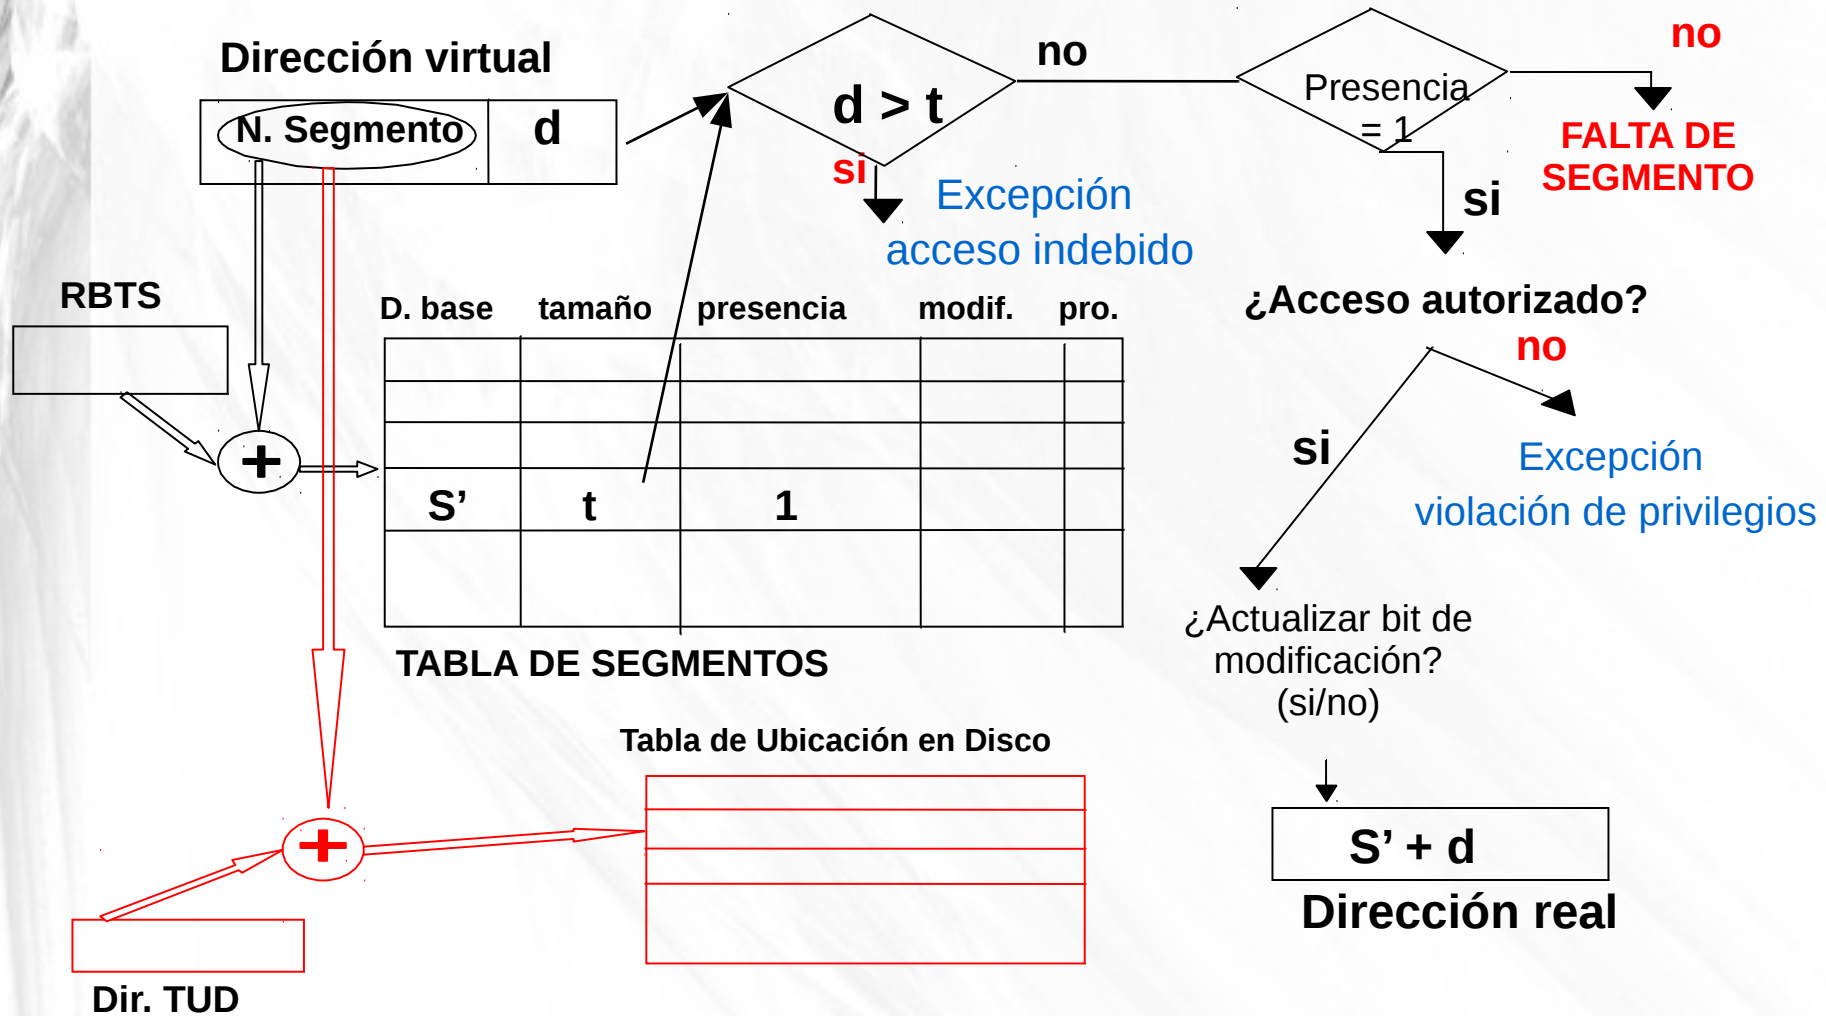 Dirección virtual
N. Segmento
d
d > t
no
si
Excepción
acceso indebido
Presencia
= 1
no
FALTA DE
SEGMENTO
si
RBTS
+
D. base tamaño presencia modif. pro.
S’ t 1
TABLA DE SEGMENTOS
¿Acceso autorizado?
no
si
Excepción
violación de privilegios
¿Actualizar bit de
modificación?
(si/no)
S’ + d
Dirección real
Tabla de Ubicación en Disco
+
Dir. TUD